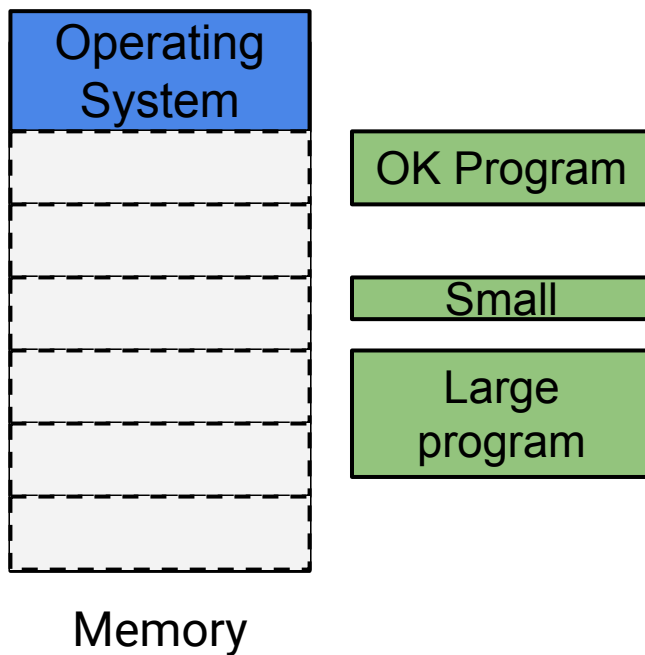 Operating
System
OK Program
Small
Large
program
Memory